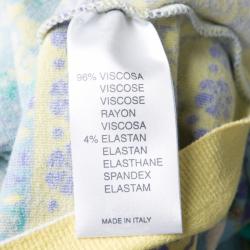 96% VISCOSA
VISCOSE
VISCOSE
RAYON
VISCOSA
4% ELASTAN
ELASTAN
ELASTHANE
SPANDEX
ELASTAM
MADE IN ITALY